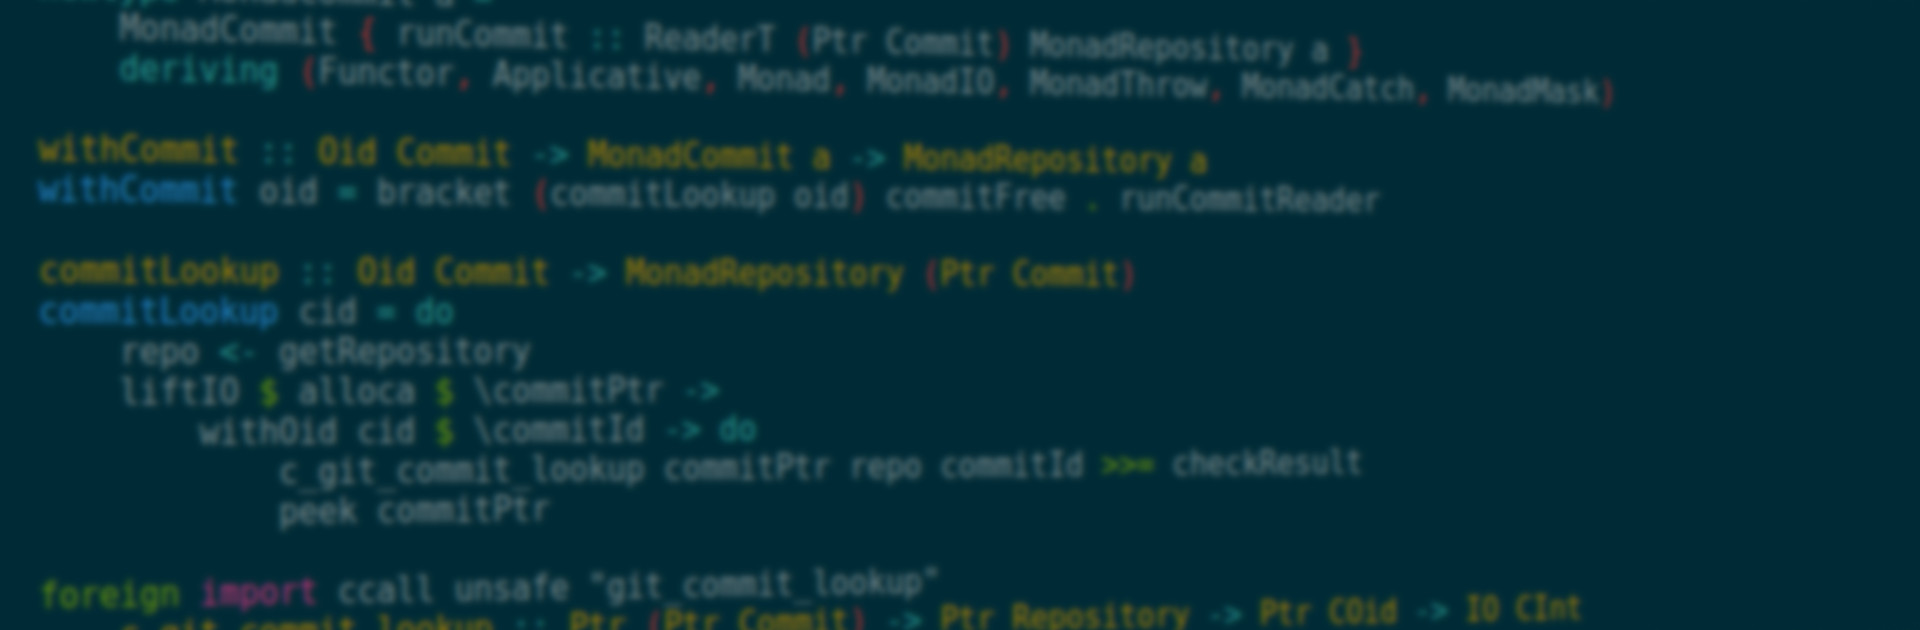 MonadCommit { runCommit :: ReaderT (Ptr Commit) MonadRepository a }
deriving (Functor, Applicative, Monad, MonadIO, MonadThrow, MonadCatch, MonadMask)
withCommit :: Oid Commit -> MonadCommit a -> MonadRepository a
withCommit oid = bracket (commitLookup oid) commitFree . runCommitReader
commitLookup :: Oid Commit -> MonadRepository (Ptr Commit)
commitLookup cid = do
repo <- getRepository
liftIO $ alloca $ \commitPtr ->
withOid cid $ \commitId -> do
c_git_commit_lookup commitPtr repo commitId >>= checkResult
peek commitPtr
foreign import ccall unsafe "git_commit_lookup"
c_git_commit_lookup :: Ptr (Ptr Commit) -> Ptr Repository -> Ptr COid -> IO CInt